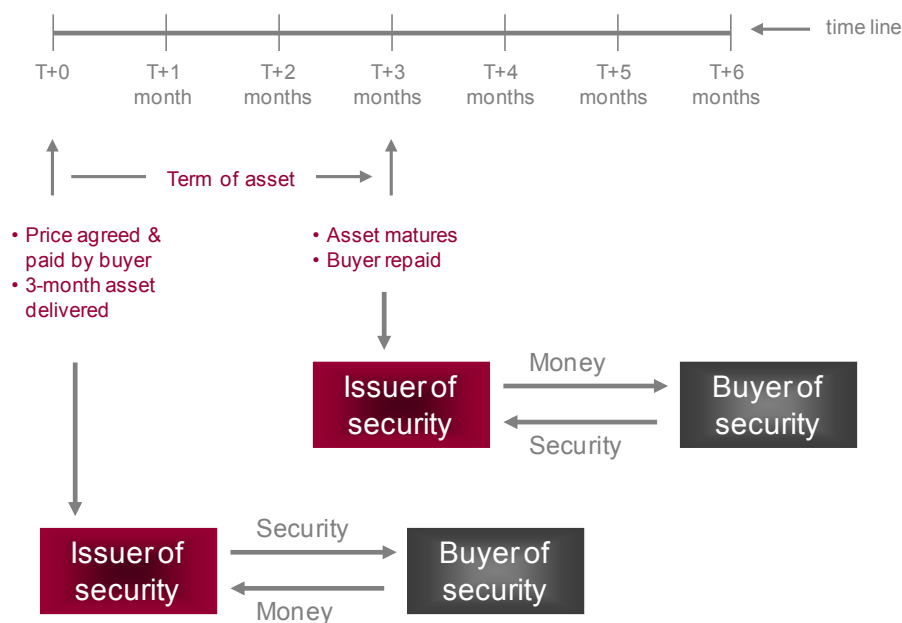 time line
T+0
T+1
month
T+2
months
T+3
months
T+4
months
T+5
months
T+6
months
Term of asset
• Price agreed &
paid by buyer
• 3-month asset
delivered
• Asset matures
• Buyer repaid
Issuer of
security
Money
Security
Buyer of
security
Issuer of
security
Security
Money
Buyer of
security